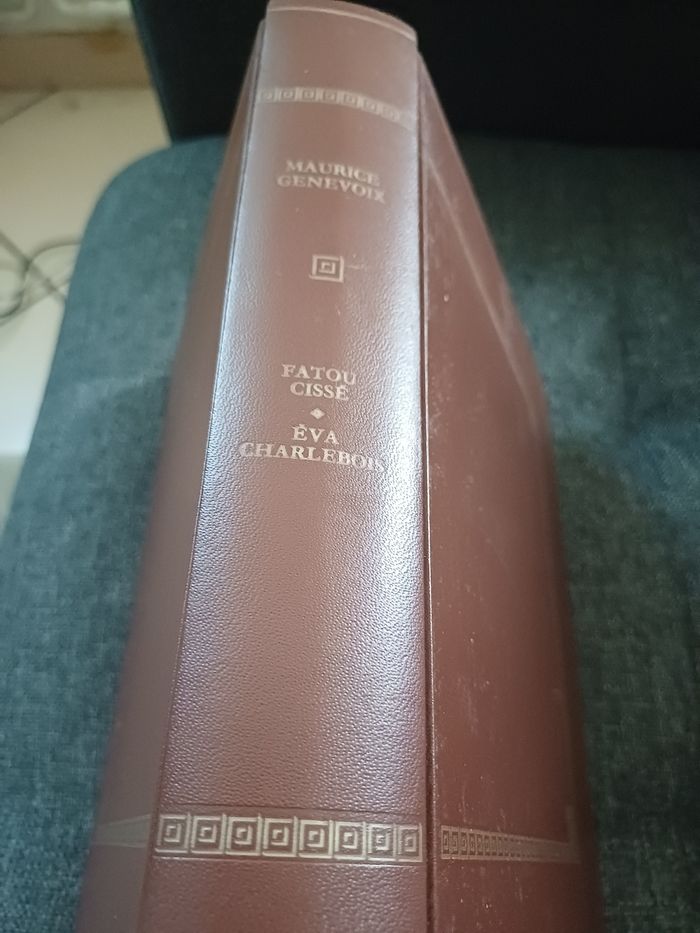 MAURICE
GENEVOIX
FATOU
CISSÉ
ÉVA
CHARLEBOIS